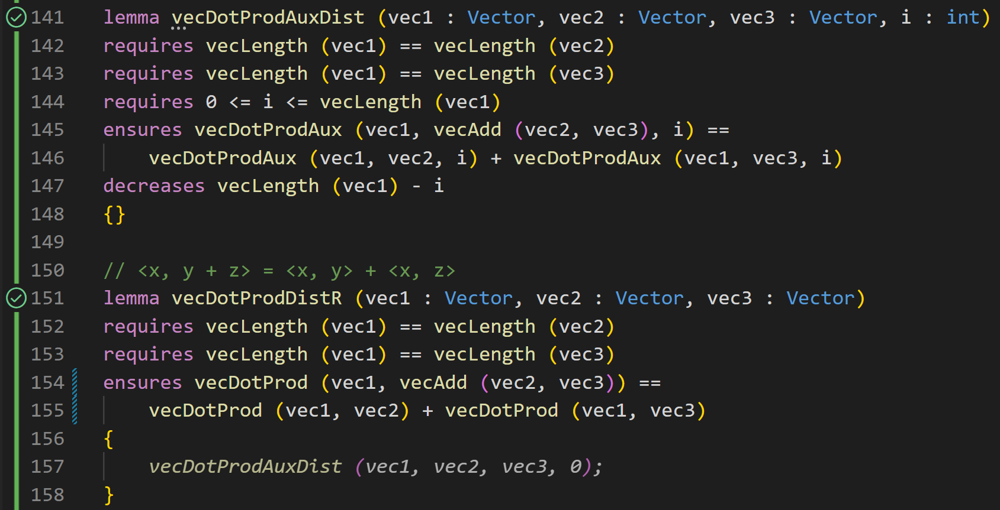 141 lemma vecDotProdAuxDist (vec1 : Vector, vec2 : Vector, vec3 : Vector, i : int)
142 requires vecLength (vec1) == vecLength (vec2)
143 requires vecLength (vec1) == vecLength (vec3)
144 requires 0 <= i <= vecLength (vec1)
145 ensures vecDotProdAux (vec1, vecAdd (vec2, vec3), i) ==
146     vecDotProdAux (vec1, vec2, i) + vecDotProdAux (vec1, vec3, i)
147 decreases vecLength (vec1) - i
148 {}
149
150 // <x, y + z> = <x, y> + <x, z>
151 lemma vecDotProdDistR (vec1 : Vector, vec2 : Vector, vec3 : Vector)
152 requires vecLength (vec1) == vecLength (vec2)
153 requires vecLength (vec1) == vecLength (vec3)
154 ensures vecDotProd (vec1, vecAdd (vec2, vec3)) ==
155     vecDotProd (vec1, vec2) + vecDotProd (vec1, vec3)
156 {
157     vecDotProdAuxDist (vec1, vec2, vec3, 0);
158 }